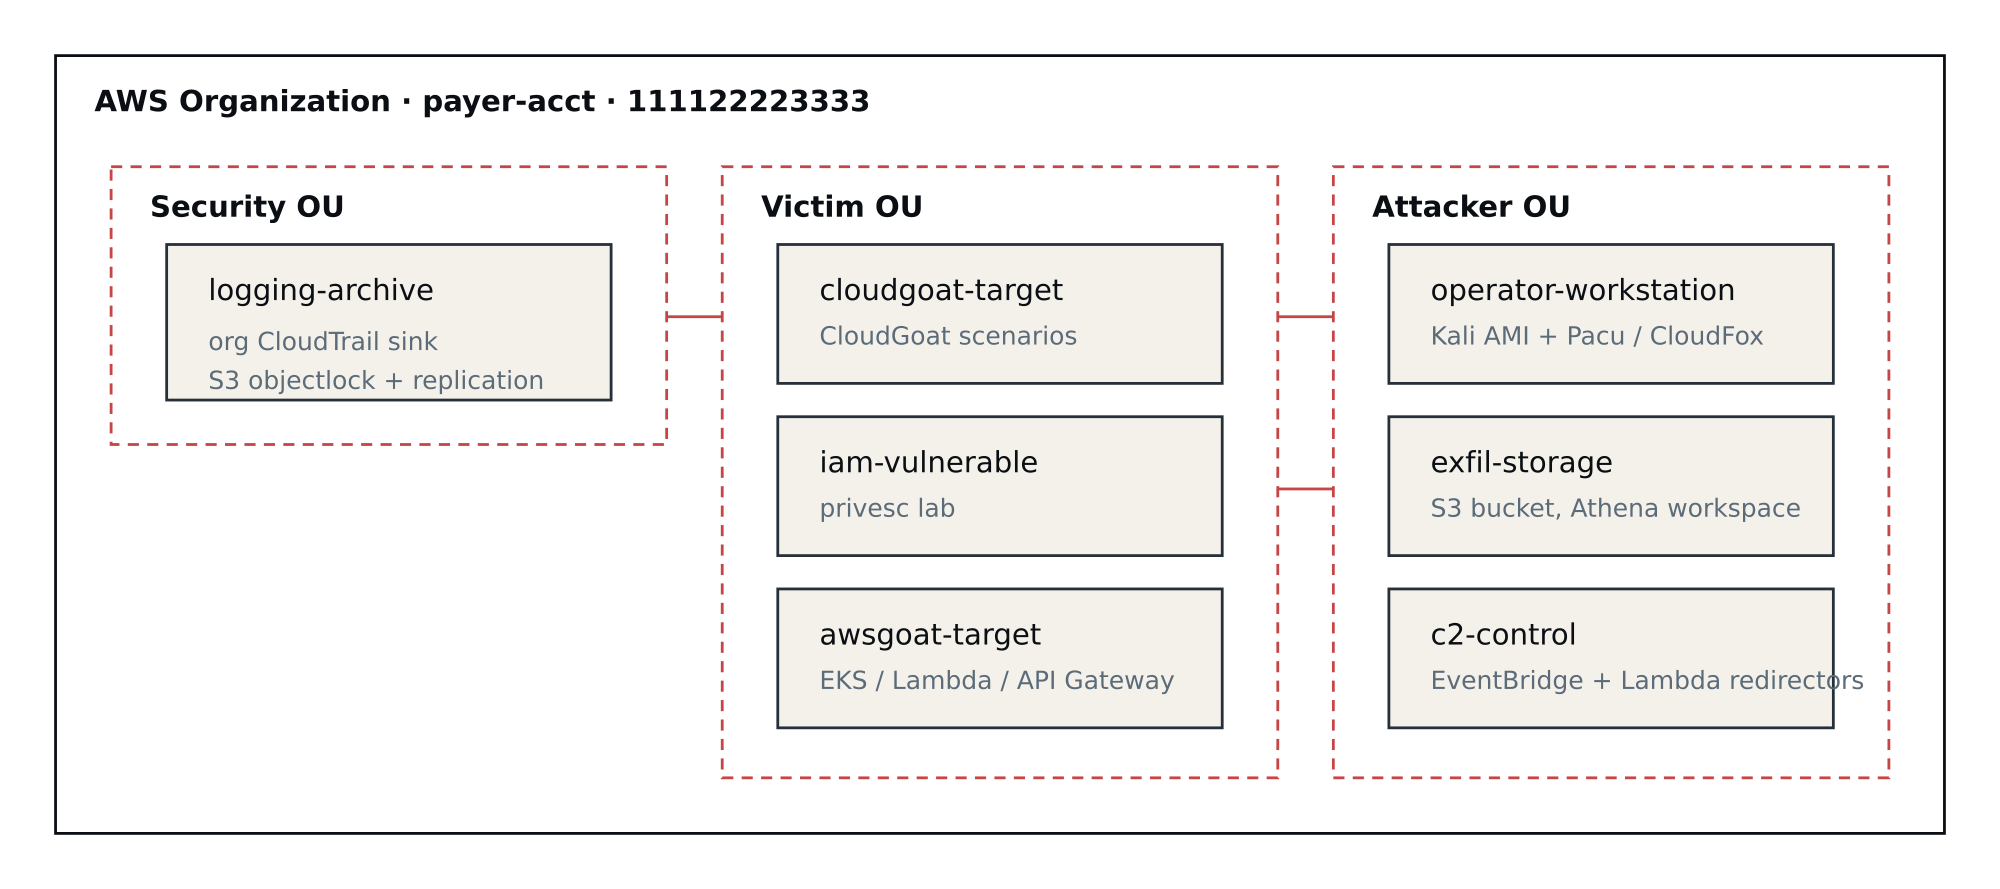 AWS Organization · payer-acct · 111122223333
Security OU
logging-archive
org CloudTrail sink
S3 objectlock + replication
Victim OU
cloudgoat-target
CloudGoat scenarios
iam-vulnerable
privesc lab
awsgoat-target
EKS / Lambda / API Gateway
Attacker OU
operator-workstation
Kali AMI + Pacu / CloudFox
exfil-storage
S3 bucket, Athena workspace
c2-control
EventBridge + Lambda redirectors